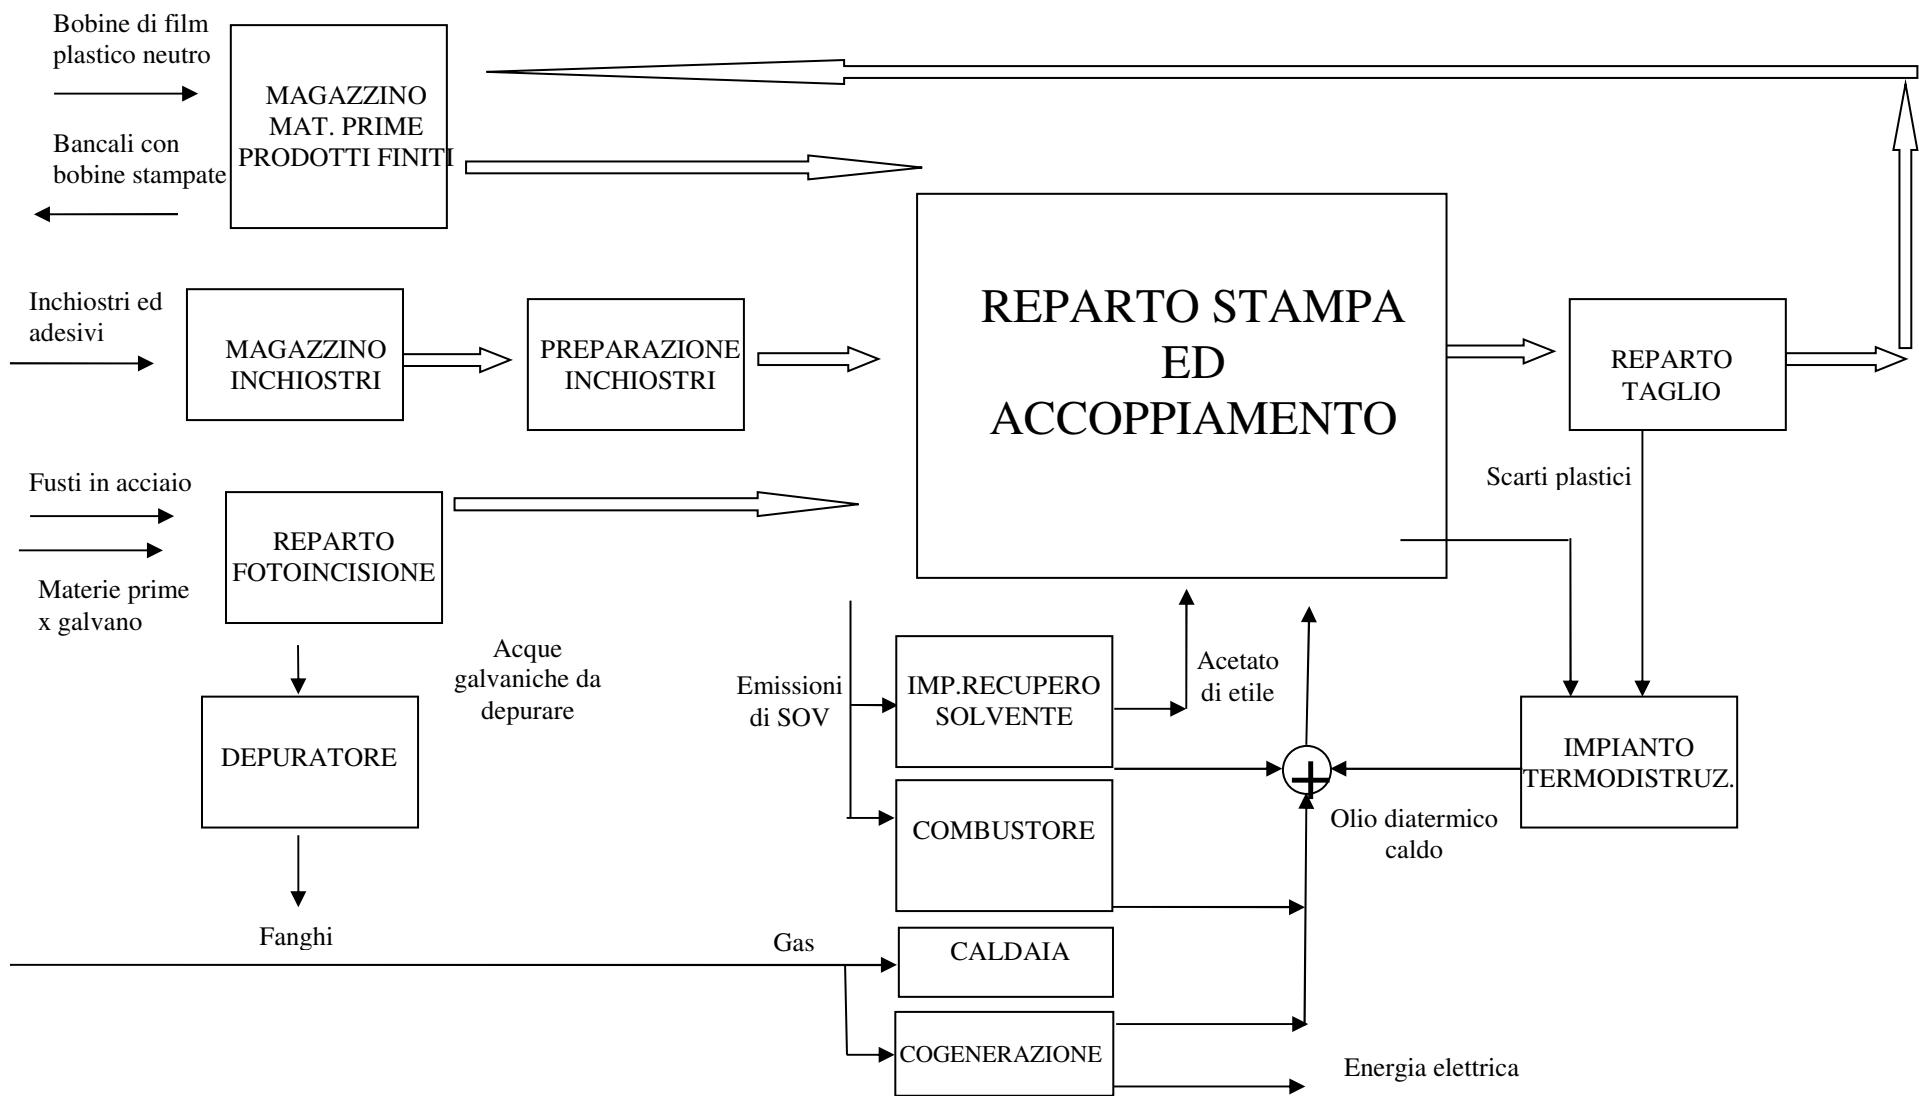 Bobine di film
plastico neutro
Bancali con
bobine stampate
MAGAZZINO
MAT. PRIME
PRODOTTI FINITI
Inchiostri ed
adesivi
MAGAZZINO
INCHIOSTRI
PREPARAZIONE
INCHIOSTRI
REPARTO STAMPA
ED
ACCOPPIAMENTO
REPARTO
TAGLIO
Scarti plastici
Fusti in acciaio
Materie prime
x galvano
REPARTO
FOTOINCISIONE
Acque
galvaniche da
depurare
DEPURATORE
Fanghi
Emissioni
di SOV
IMP.RECUPERO
SOLVENTE
Acetato
di etile
COMBUSTORE
IMPIANTO
TERMODISTRUZ.
Olio diatermico
caldo
Gas
CALDAIA
COGENERAZIONE
Energia elettrica